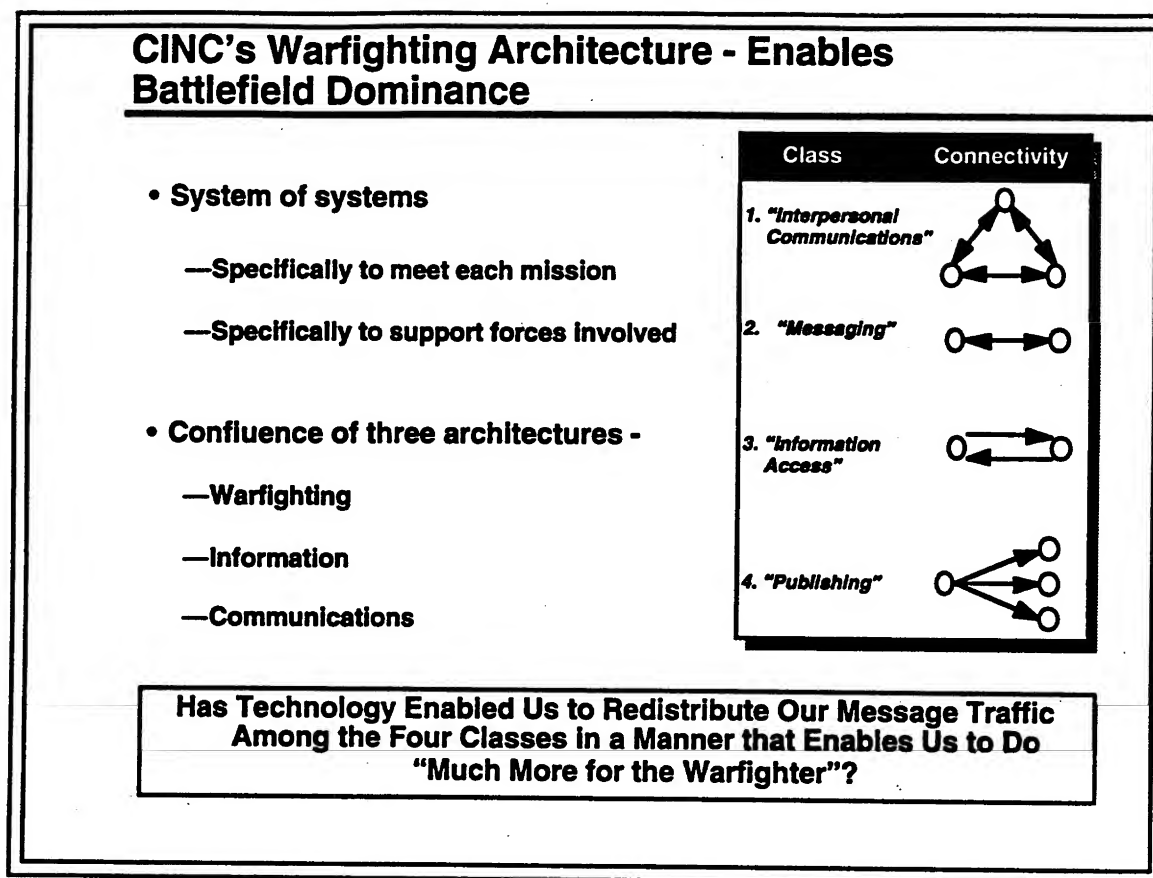 CINC's Warfighting Architecture - Enables
Battlefield Dominance
• System of systems
—Specifically to meet each mission
—Specifically to support forces involved
• Confluence of three architectures -
—Warfighting
—Information
—Communications
Class Connectivity
1. "Interpersonal
Communications"
2. "Messaging"
3. "Information
Access"
4. "Publishing"
Has Technology Enabled Us to Redistribute Our Message Traffic
Among the Four Classes in a Manner that Enables Us to Do
"Much More for the Warfighter"?